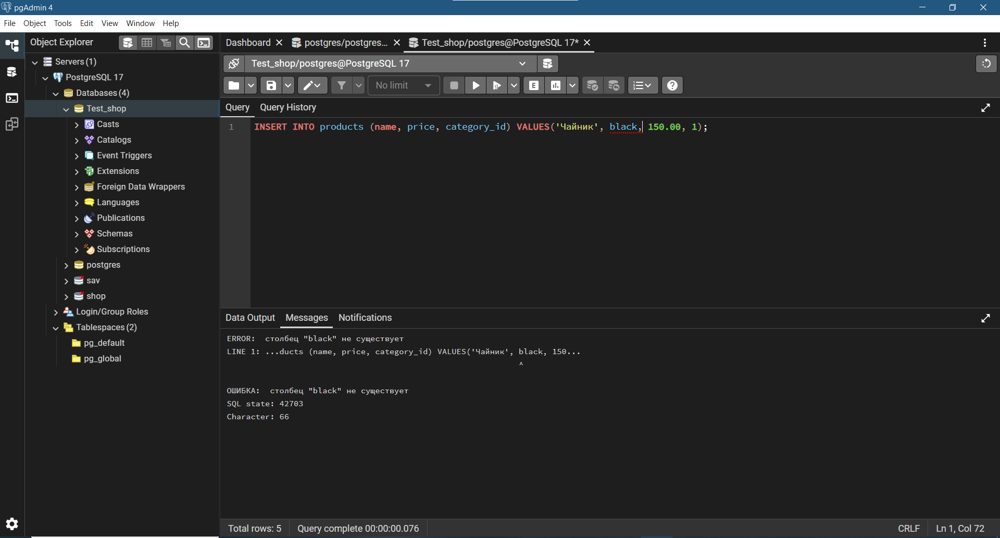 pgAdmin 4
File Object Tools Edit View Window Help
Object Explorer
Dashboard
postgres/postgres...
Test_shop/postgres@PostgreSQL 17*
Servers (1)
PostgreSQL 17
Databases (4)
Test_shop
Casts
Catalogs
Event Triggers
Extensions
Foreign Data Wrappers
Languages
Publications
Schemas
Subscriptions
postgres
sav
shop
Login/Group Roles
Tablespaces (2)
pg_default
pg_global
Test_shop/postgres@PostgreSQL 17
No limit
E
Query Query History
1 INSERT INTO products (name, price, category_id) VALUES('Чайник', black, 150.00, 1);
Data Output Messages Notifications
ERROR: столбец "black" не существует
LINE 1: ...ducts (name, price, category_id) VALUES('Чайник', black, 150...
^
ОШИБКА: столбец "black" не существует
SQL state: 42703
Character: 66
Total rows: 5 Query complete 00:00:00.076 CRLF Ln 1, Col 72